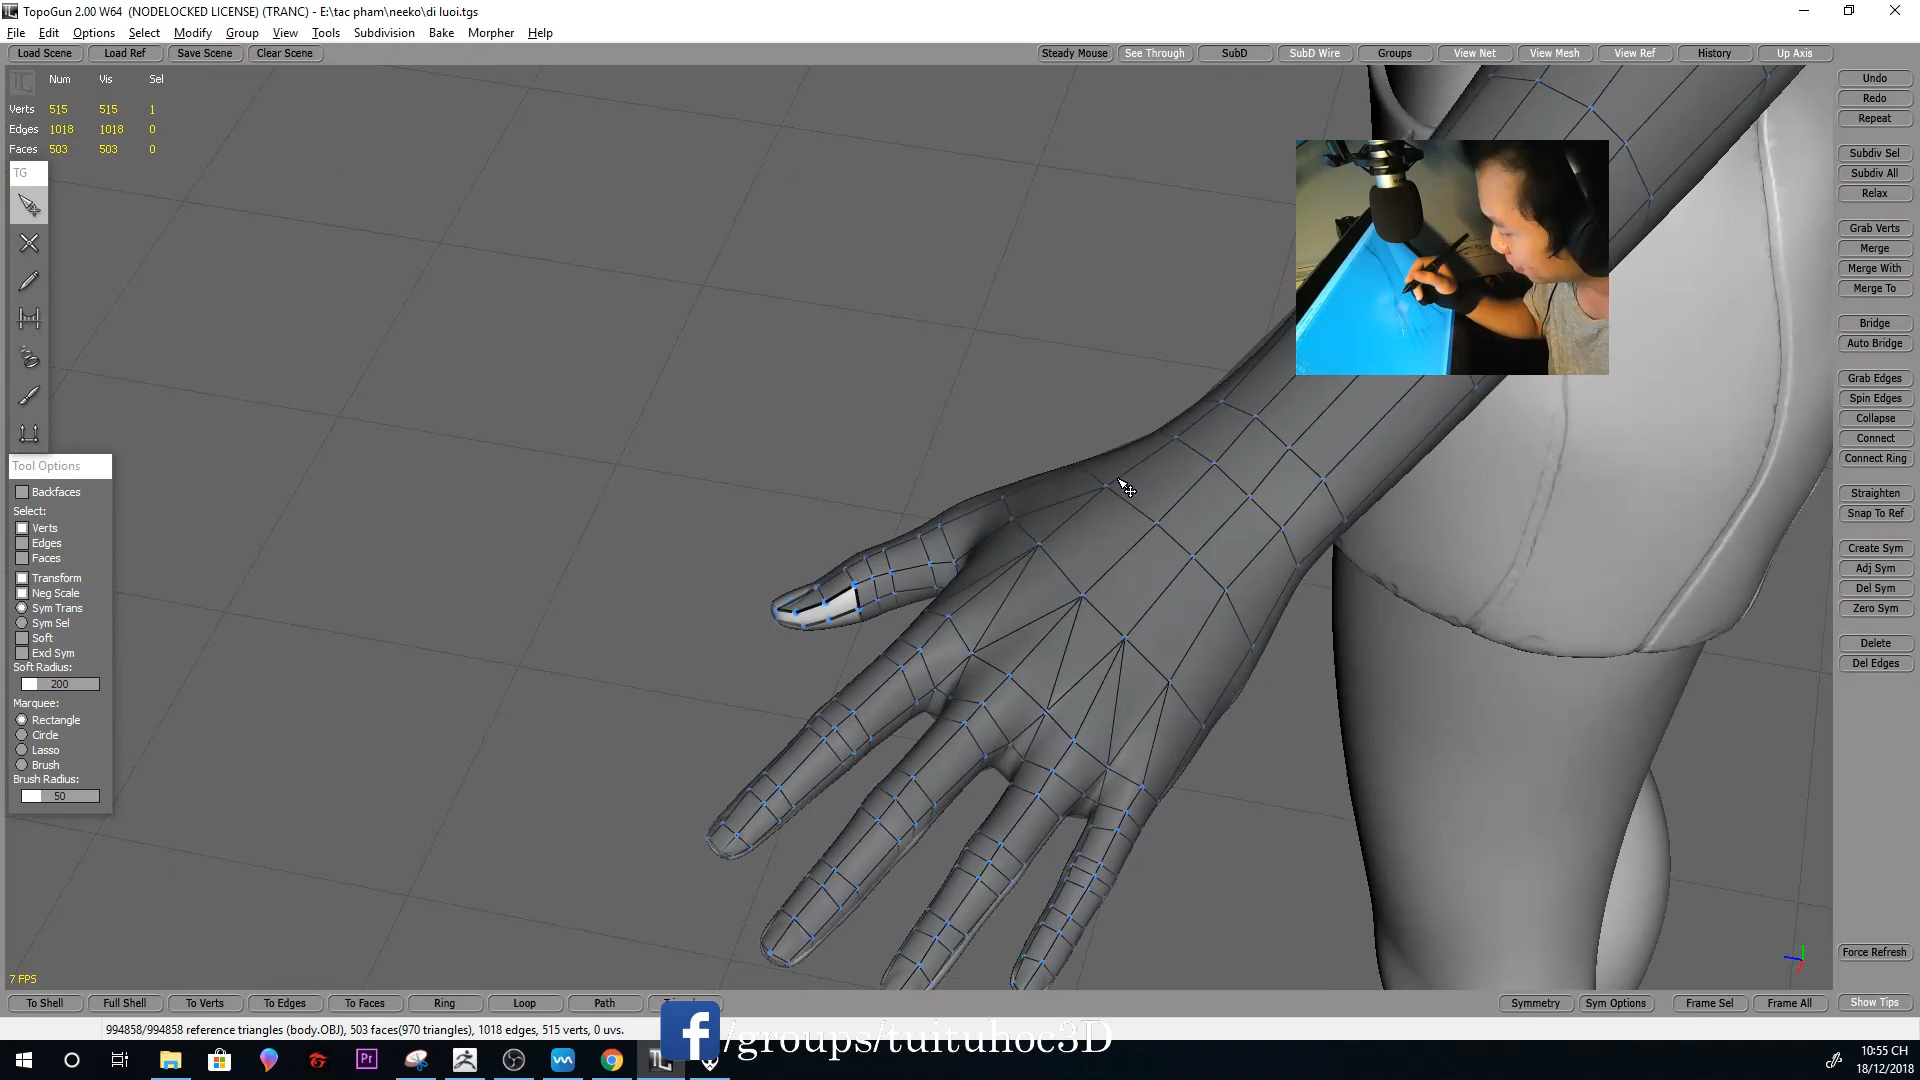 TopoGun 2.00 W64 (NODELOCKED LICENSE) (TRANC) - E:\tac pham\neeko\di luoi.tgs
File Edit Options Select Modify Group View Tools Subdivision Bake Morpher Help
Load Scene Load Ref Save Scene Clear Scene Steady Mouse See Through SubD SubD Wire Groups View Net View Mesh View Ref History Up Axis
Num Vis Sel
Verts 515 515 1
Edges 1018 1018 0
Faces 503 503 0
TG
Tool Options
Backfaces
Select:
Verts
Edges
Faces
Transform
Neg Scale
Sym Trans
Sym Sel
Soft
Excl Sym
Soft Radius:
200
Marquee:
Rectangle
Circle
Lasso
Brush
Brush Radius:
50
7 FPS
Undo
Redo
Repeat
Subdiv Sel
Subdiv All
Relax
Grab Verts
Merge
Merge With
Merge To
Bridge
Auto Bridge
Grab Edges
Spin Edges
Collapse
Connect
Connect Ring
Straighten
Snap To Ref
Create Sym
Adj Sym
Del Sym
Zero Sym
Delete
Del Edges
Force Refresh
Show Tips
To Shell Full Shell To Verts To Edges To Faces Ring Loop Path Symmetry Sym Options Frame Sel Frame All
994858/994858 reference triangles (body.OBJ), 503 faces(970 triangles), 1018 edges, 515 verts, 0 uvs.
/groups/tuituhoc3D
10:55 CH
18/12/2018